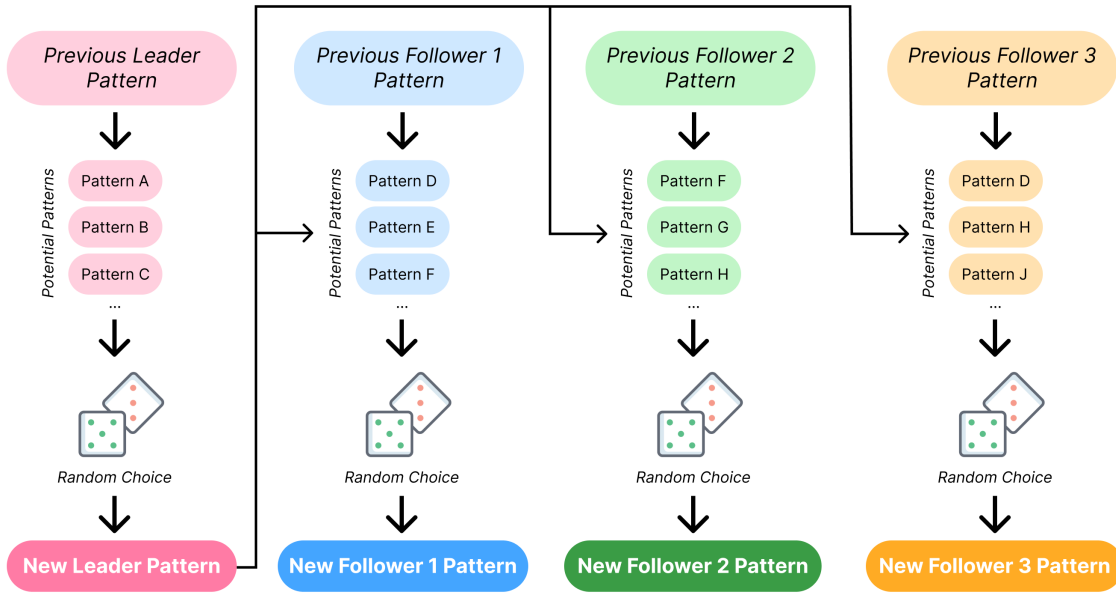 Previous Leader
Pattern
Potential Patterns
Pattern A
Pattern B
Pattern C
...
Random Choice
New Leader Pattern
Previous Follower 1
Pattern
Potential Patterns
Pattern D
Pattern E
Pattern F
...
Random Choice
New Follower 1 Pattern
Previous Follower 2
Pattern
Potential Patterns
Pattern F
Pattern G
Pattern H
...
Random Choice
New Follower 2 Pattern
Previous Follower 3
Pattern
Potential Patterns
Pattern D
Pattern H
Pattern J
...
Random Choice
New Follower 3 Pattern